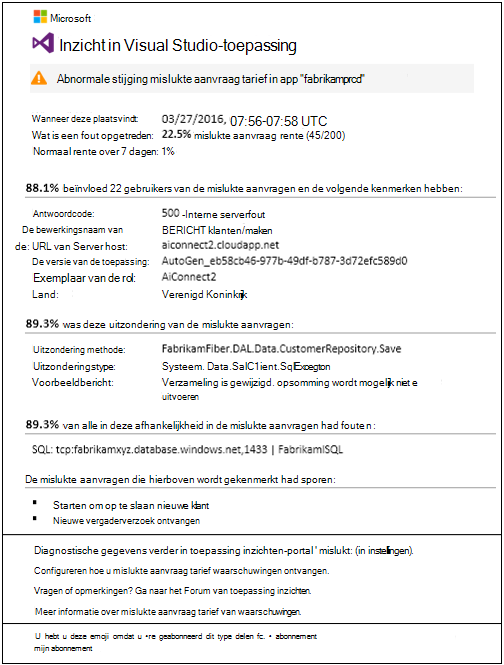 Microsoft
Inzicht in Visual Studio-toepassing
Abnormale stijging mislukte aanvraag tarief in app "fabrikamprcd"
Wanneer deze plaatsvindt: 03/27/2016, 07:56-07:58 UTC
Wat is een fout opgetreden: 22.5% mislukte aanvraag rente (45/200)
Normaal rente over 7 dagen: 1%
88.1% beïnvloed 22 gebruikers van de mislukte aanvragen en de volgende kenmerken hebben:
Antwoordcode: 500 -Interne serverfout
De bewerkingsnaam van BERICHT klanten/maken
de: URL van Server host: aiconnect2.cloudapp.net
De versie van de toepassing: AutoGen_eb58cb46-977b-49df-b787-3d72efc589d0
Exemplaar van de rol: AiConnect2
Land: Verenigd Koninkrijk
89.3% was deze uitzondering van de mislukte aanvragen:
Uitzondering methode: FabrikamFiber.DAL.Data.CustomerRepository.Save
Uitzonderingstype: Systeem. Data.SalC1ient.SqlExcegton
Voorbeeldbericht: Verzameling is gewijzigd. opsomming wordt mogelijk niet e
uitvoeren
89.3% van alle in deze afhankelijkheid in de mislukte aanvragen had fouten :
SQL: tcp:fabrikamxyz.database.windows.net,1433 | FabrikamISQL
De mislukte aanvragen die hierboven wordt gekenmerkt had sporen:
Starten om op te slaan nieuwe klant
Nieuwe vergaderverzoek ontvangen
Diagnostische gegevens verder in toepassing inzichten-portal ' mislukt: (in instellingen).
Configureren hoe u mislukte aanvraag tarief waarschuwingen ontvangen.
Vragen of opmerkingen? Ga naar het Forum van toepassing inzichten.
Meer informatie over mislukte aanvraag tarief van waarschuwingen.
U hebt u deze emoji omdat u •re geabonneerd dit type delen fc. • abonnement
mijn abonnement